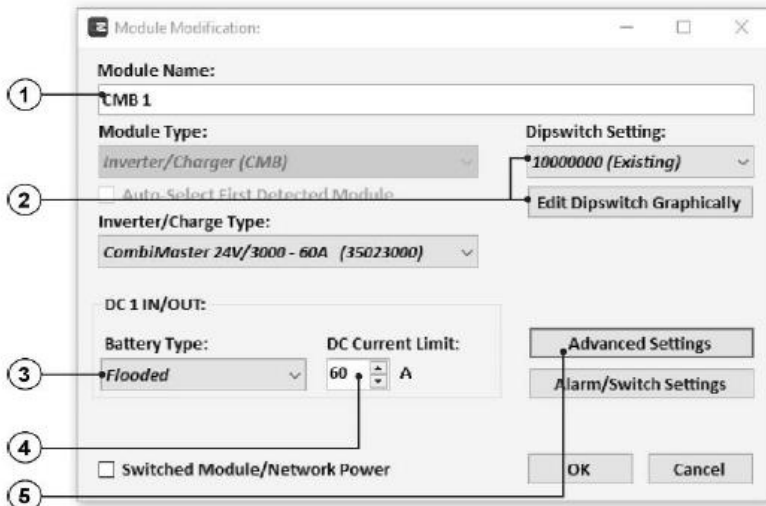 Module Modification:
Module Name:
1
CMB 1
Module Type:
Dipswitch Setting:
Inverter/Charger (CMB)
10000000 (Existing)
2
Auto-Select First Detected Module
Edit Dipswitch Graphically
Inverter/Charge Type:
CombiMaster 24V/3000 - 60A (35023000)
DC 1 IN/OUT:
Battery Type:
DC Current Limit:
Advanced Settings
3
Flooded
60
A
Alarm/Switch Settings
4
Switched Module/Network Power
OK
Cancel
5